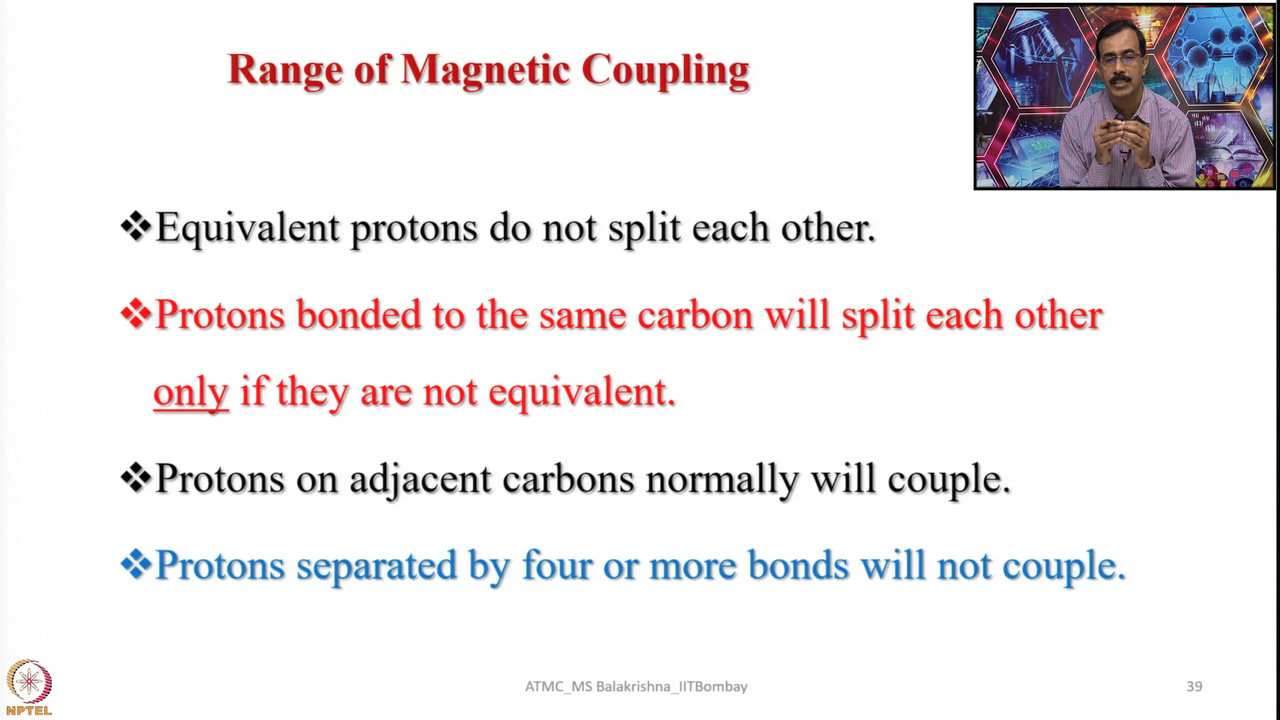 Range of Magnetic Coupling
❖Equivalent protons do not split each other.
❖Protons bonded to the same carbon will split each other
only if they are not equivalent.
❖Protons on adjacent carbons normally will couple.
❖Protons separated by four or more bonds will not couple.
NPTEL
ATMC_MS Balakrishna_IITBombay
39